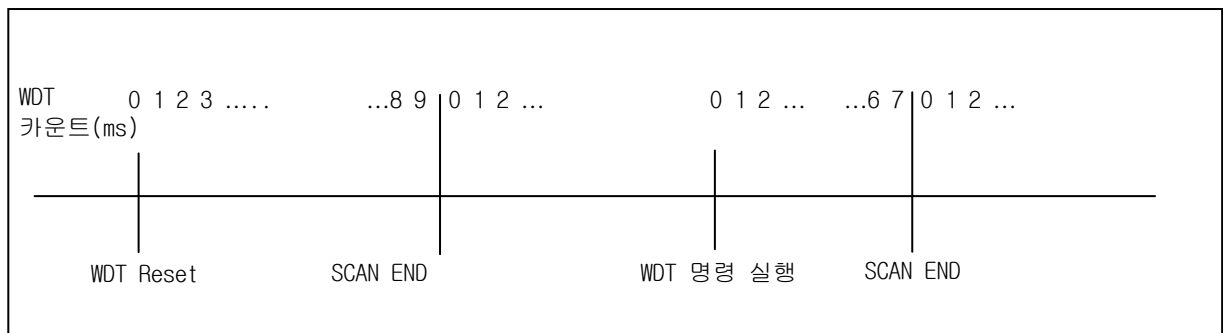 WDT 0 1 2 3 ..... ...8 9 0 1 2 ... 0 1 2 ... ...6 7 0 1 2 ...
카운트(ms)
WDT Reset SCAN END WDT 명령 실행 SCAN END